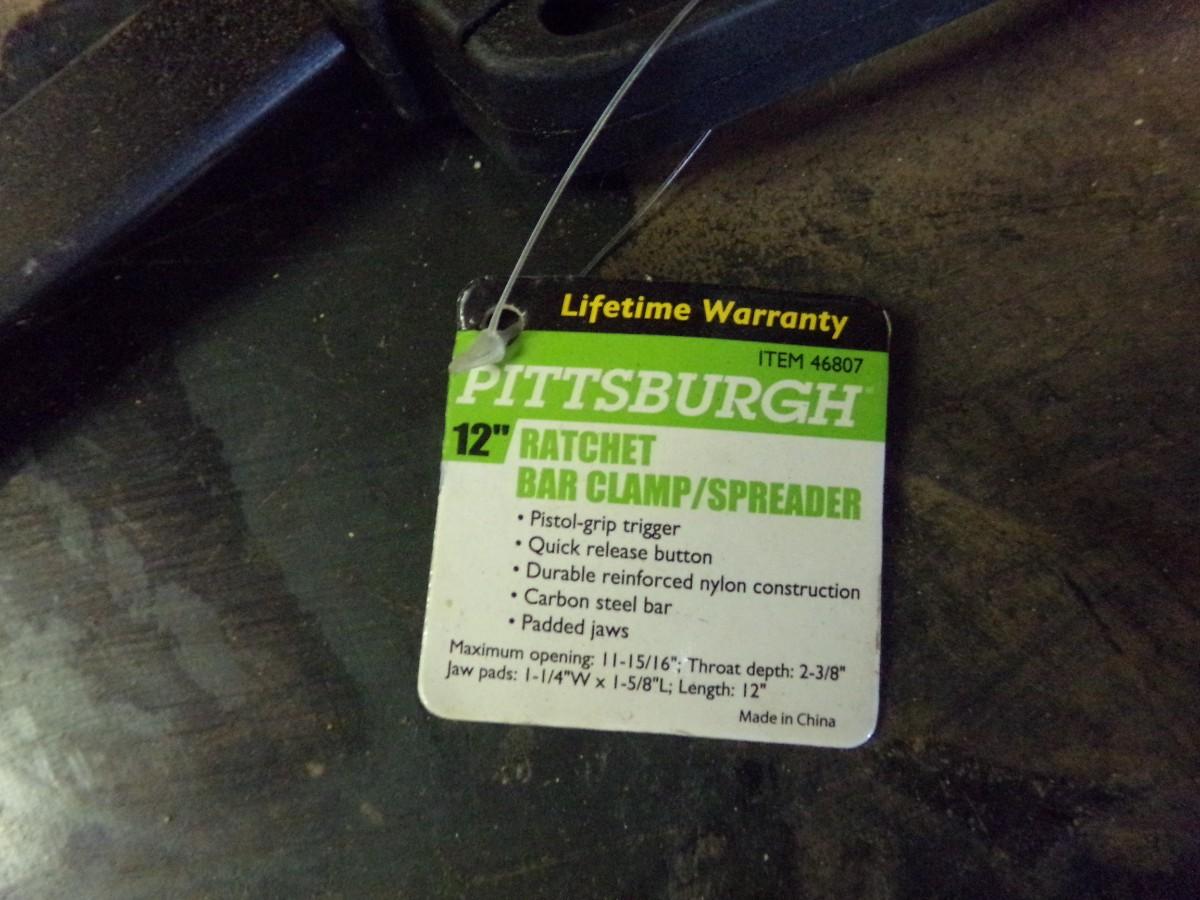 Lifetime Warranty
ITEM 46807
PITTSBURGH
12" RATCHET
BAR CLAMP/SPREADER
• Pistol-grip trigger
• Quick release button
• Durable reinforced nylon construction
• Carbon steel bar
• Padded jaws
Maximum opening: 11-15/16"; Throat depth: 2-3/8"
Jaw pads: 1-1/4"W x 1-5/8"L; Length: 12"
Made in China